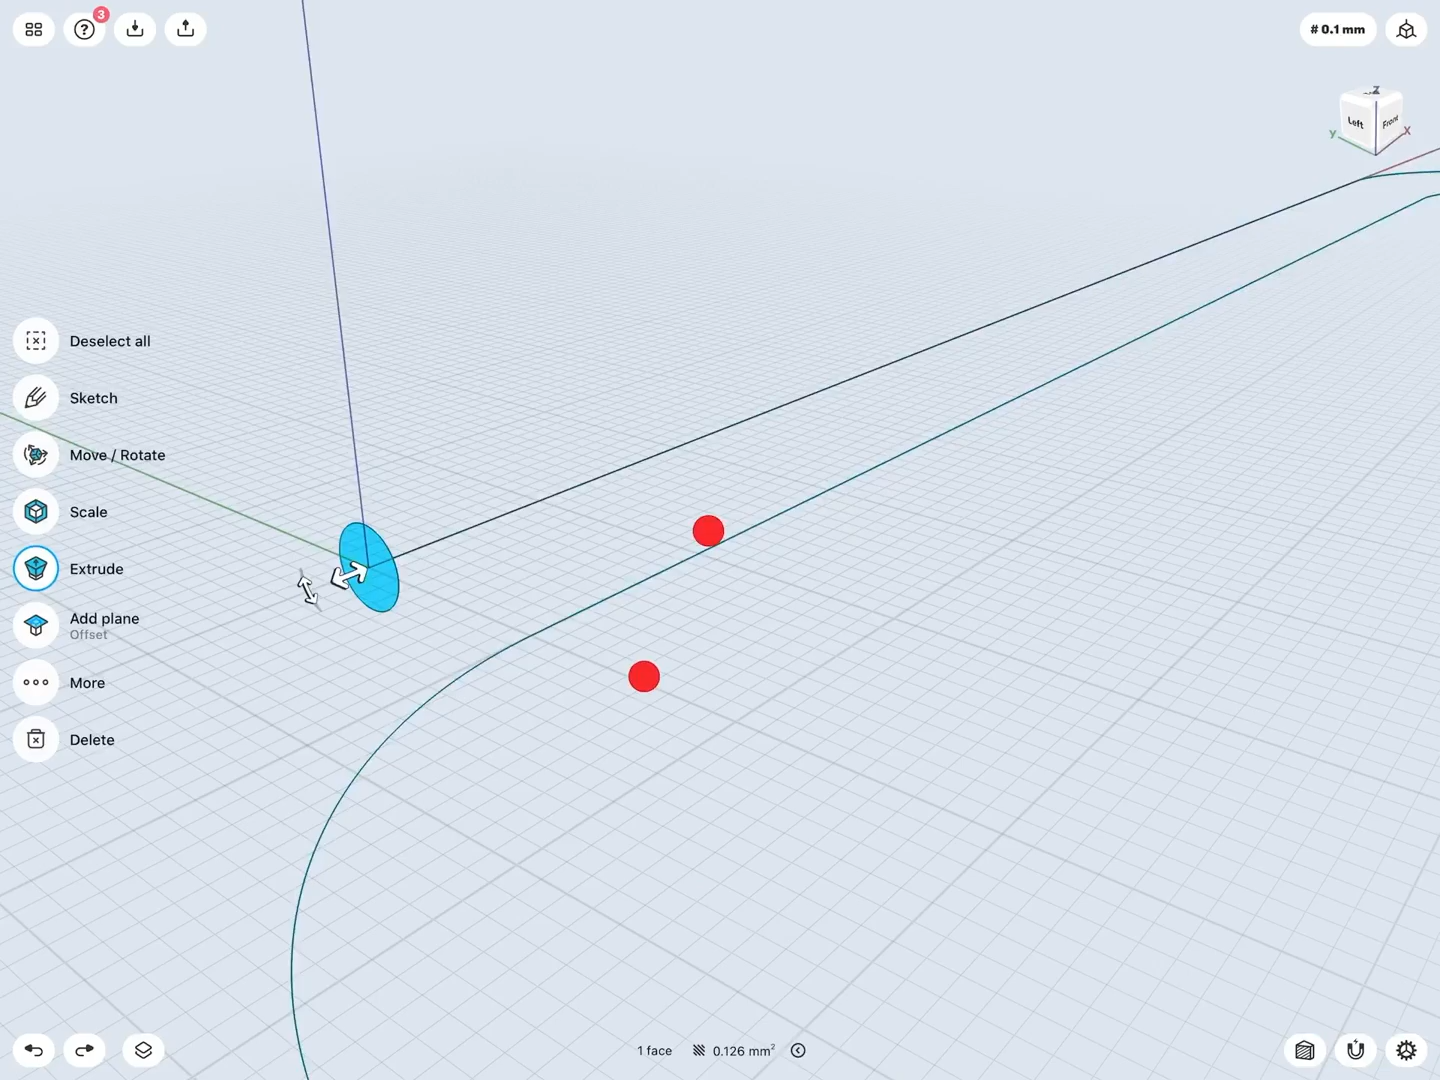 3
# 0.1 mm
Z
Left
Front
Y
X
Deselect all
Sketch
Move / Rotate
Scale
Extrude
Add plane
Offset
More
Delete
1 face
0.126 mm²